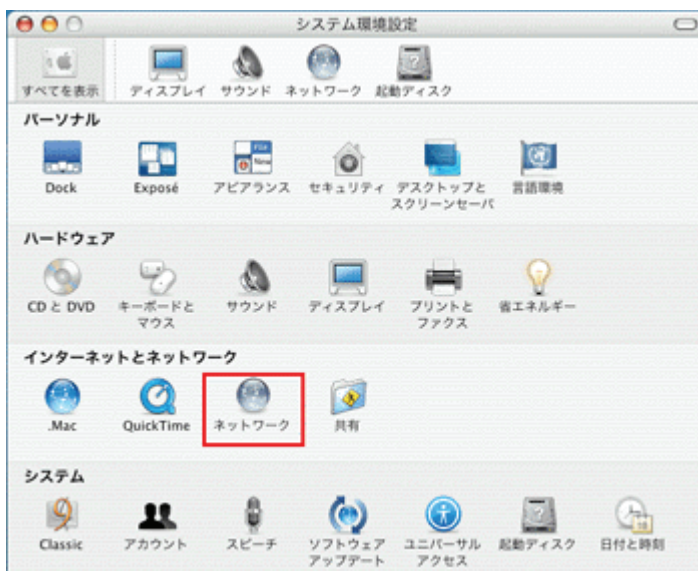 システム環境設定
すべてを表示 ディスプレイ サウンド ネットワーク 起動ディスク
パーソナル
Dock Exposé アピアランス セキュリティ デスクトップと
スクリーンセーバ 言語環境
ハードウェア
CD と DVD キーボードと
マウス サウンド ディスプレイ プリントと
ファクス 省エネルギー
インターネットとネットワーク
.Mac QuickTime ネットワーク 共有
システム
Classic アカウント スピーチ ソフトウェア
アップデート ユニバーサル
アクセス 起動ディスク 日付と時刻